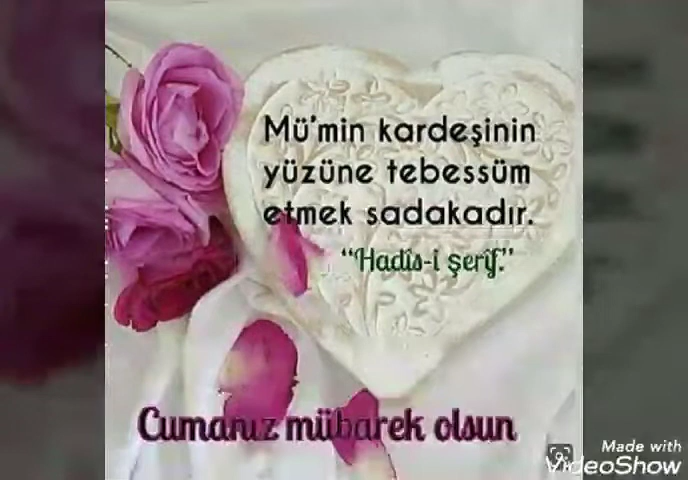 Mü'min kardeşinin
yüzüne tebessüm
etmek sadakadır.
“Hadîs-i şerîf.”
Cumanız mübarek olsun
Made with
VideoShow